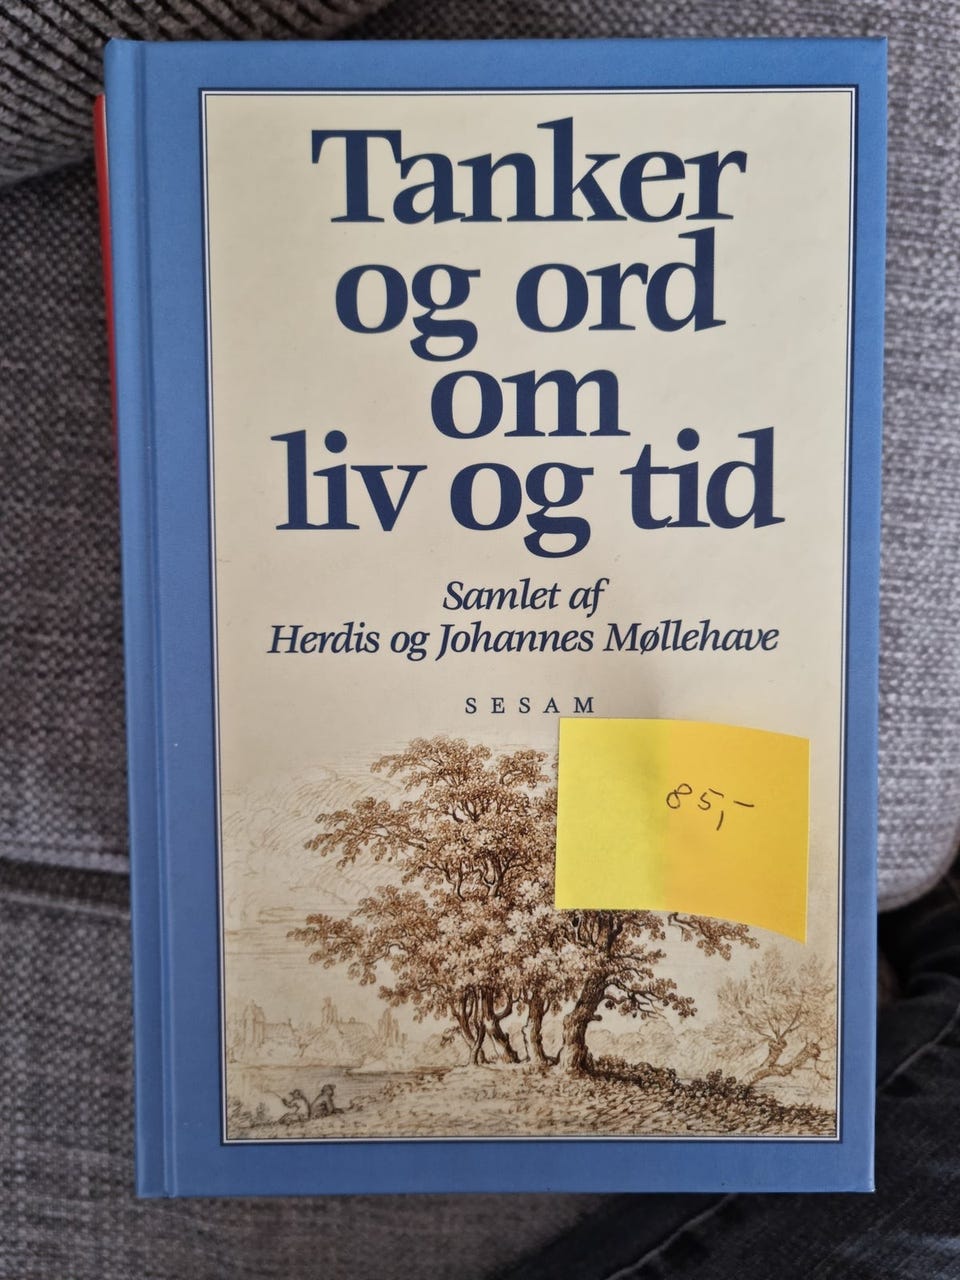 Tanker
og ord
om
liv og tid
Samlet af
Herdis og Johannes Møllehave
SESAM
85,-